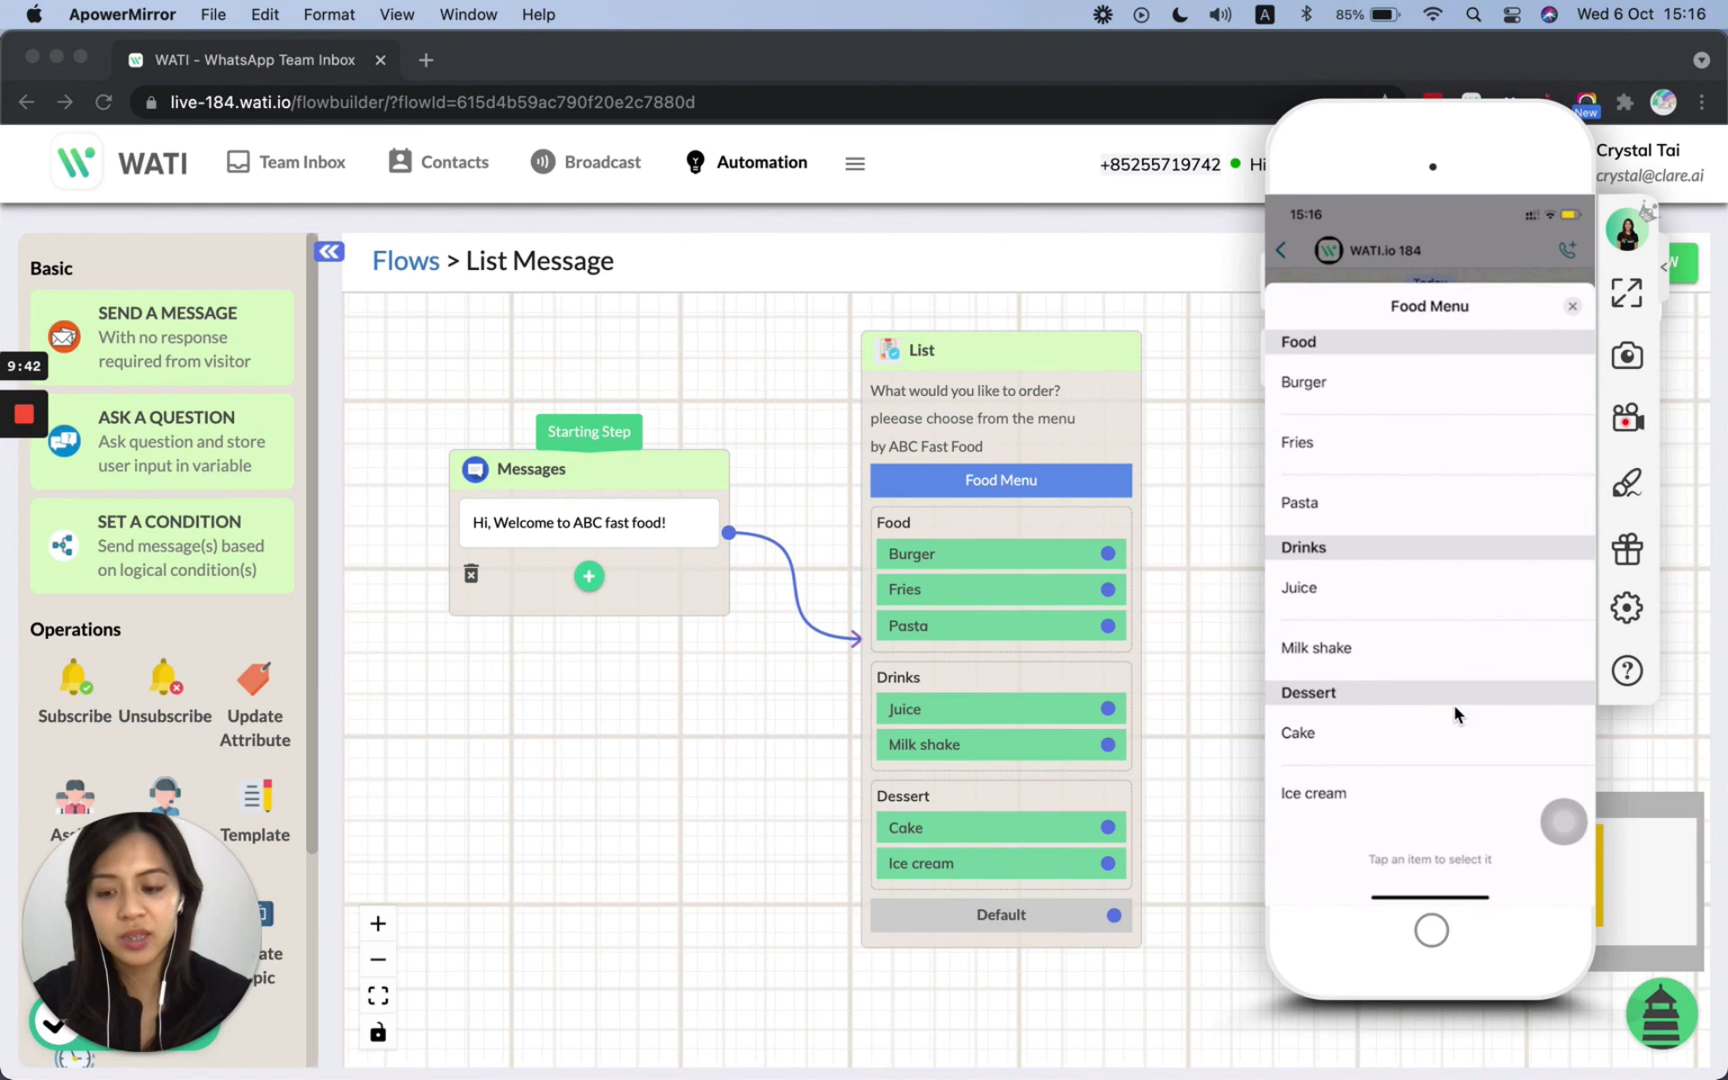 ApowerMirror File Edit Format View Window Help
A 85% Wed 6 Oct 15:16
WATI - WhatsApp Team Inbox
live-184.wati.io/flowbuilder/?flowId=615d4b59ac790f20e2c7880d
New
WATI Team Inbox Contacts Broadcast Automation
+85255719742 Hi
Crystal Tai
crystal@clare.ai
Flows > List Message
Basic
SEND A MESSAGE
With no response
required from visitor
9:42
ASK A QUESTION
Ask question and store
user input in variable
SET A CONDITION
Send message(s) based
on logical condition(s)
Operations
Subscribe Unsubscribe Update
Attribute
Template
Starting Step
Messages
Hi, Welcome to ABC fast food!
List
What would you like to order?
pleease choose from the menu
by ABC Fast Food
Food Menu
Food
Burger
Fries
Pasta
Drinks
Juice
Milk shake
Dessert
Cake
Ice cream
Default
15:16
WATI.io 184
Food Menu
Food
Burger
Fries
Pasta
Drinks
Juice
Milk shake
Dessert
Cake
Ice cream
Tap an item to select it